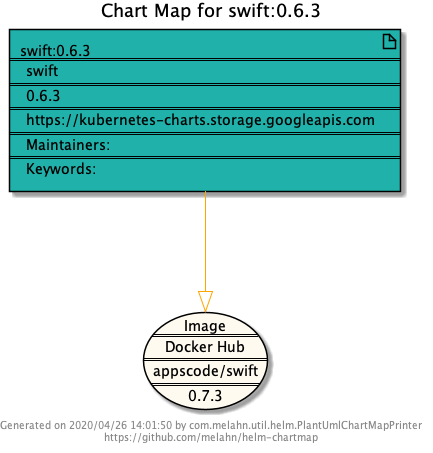 Chart Map for swift:0.6.3
swift:0.6.3
swift
0.6.3
https://kubernetes-charts.storage.googleapis.com
Maintainers:
Keywords:
Image
Docker Hub
appscode/swift
0.7.3
Generated on 2020/04/26 14:01:50 by com.melahn.util.helm.PlantUmlChartMapPrinter
https://github.com/melahn/helm-chartmap